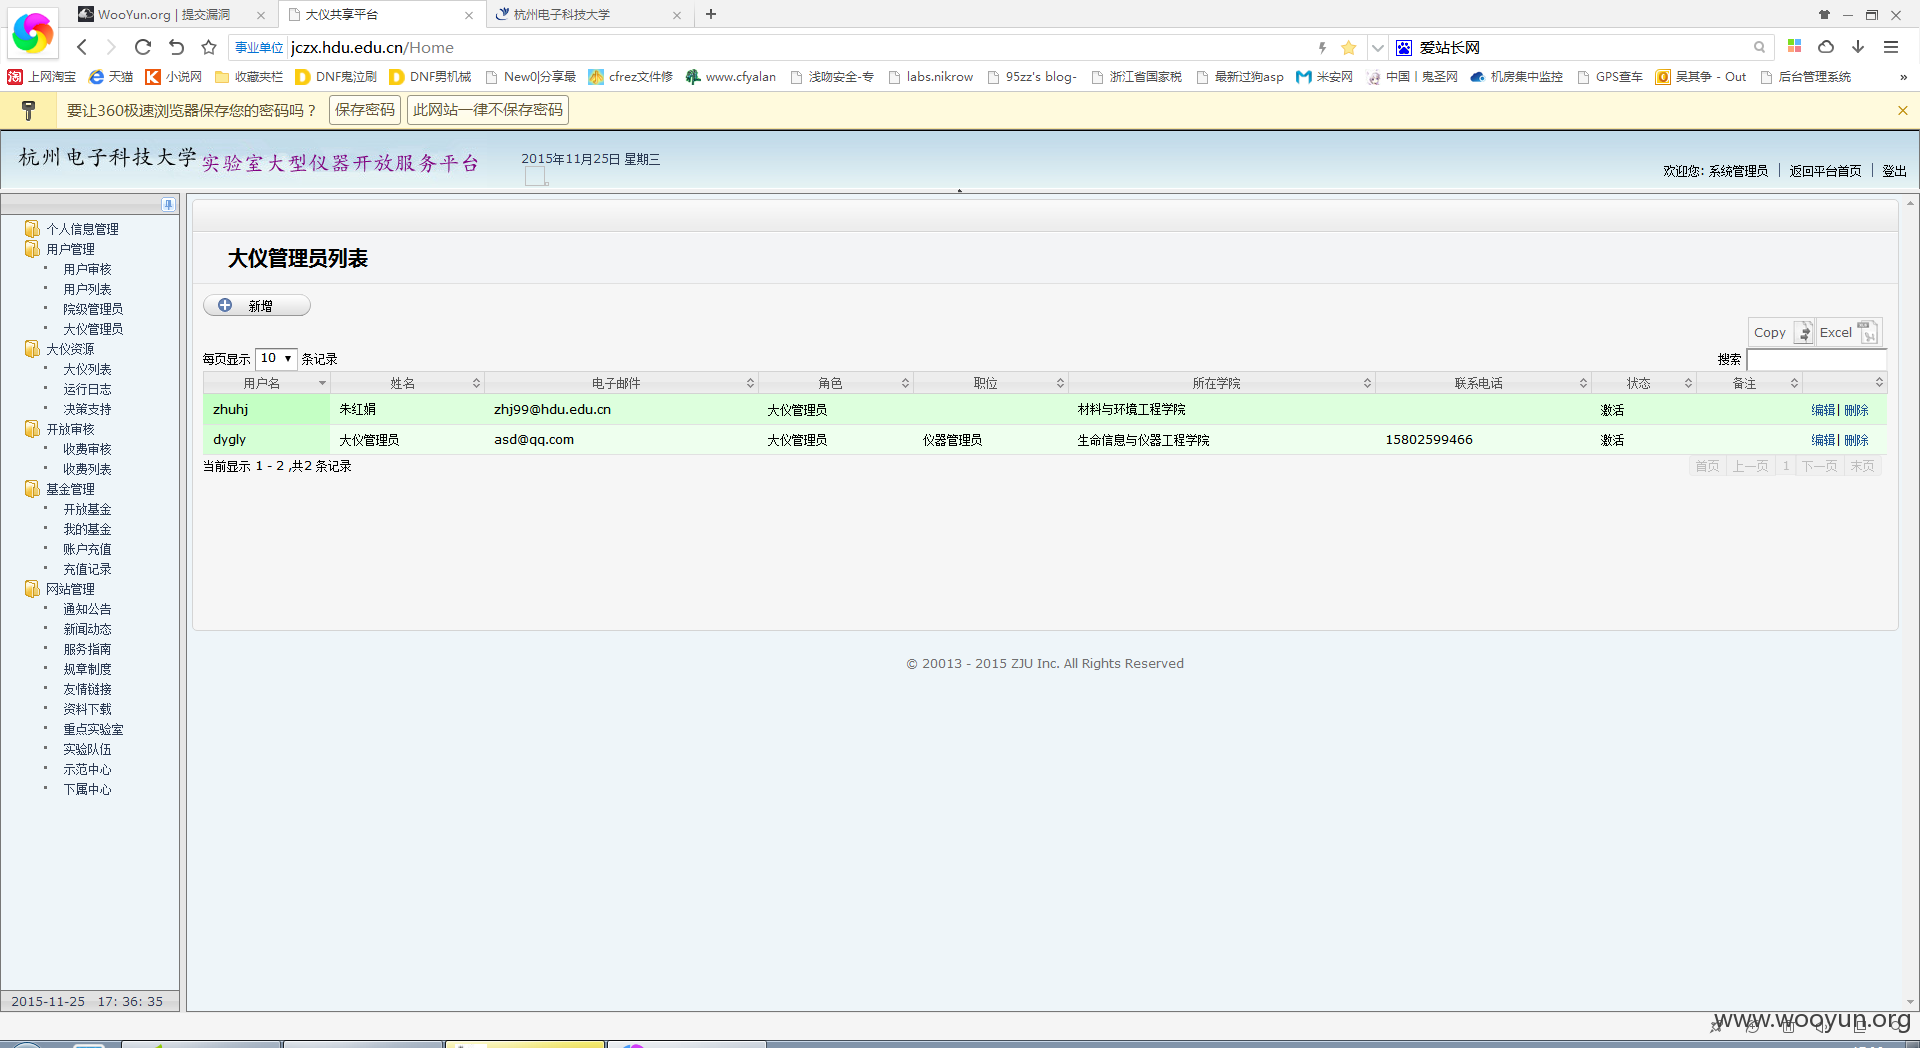 WooYun.org | 提交漏洞
大仪共享平台
杭州电子科技大学
事业单位 jczx.hdu.edu.cn/Home
爱站长网
上网淘宝 天猫 小说网 收藏夹栏 DNF鬼泣刷 DNF男机械 New0|分享最 cfrez文件修 www.cfyalan 浅吻安全-专 labs.nikrow 95zz's blog- 浙江省国家税 最新过狗asp 米安网 中国丨鬼圣网 机房集中监控 GPS查车 吴其争 - Out 后台管理系统 »
要让360极速浏览器保存您的密码吗？ 保存密码 此网站一律不保存密码
杭州电子科技大学 实验室大型仪器开放服务平台
2015年11月25日 星期三
欢迎您: 系统管理员 | 返回平台首页 | 登出
个人信息管理
用户管理
用户审核
用户列表
院级管理员
大仪管理员
大仪资源
大仪列表
运行日志
决策支持
开放审核
收费审核
收费列表
基金管理
开放基金
我的基金
账户充值
充值记录
网站管理
通知公告
新闻动态
服务指南
规章制度
友情链接
资料下载
重点实验室
实验队伍
示范中心
下属中心
2015-11-25 17: 36: 35
大仪管理员列表
新增
Copy Excel
每页显示 10 条记录
搜索
用户名 姓名 电子邮件 角色 职位 所在学院 联系电话 状态 备注
zhuhj 朱红娟 zhj99@hdu.edu.cn 大仪管理员 材料与环境工程学院 激活 编辑| 删除
dygly 大仪管理员 asd@qq.com 大仪管理员 仪器管理员 生命信息与仪器工程学院 15802599466 激活 编辑| 删除
当前显示 1 - 2 ,共2 条记录
首页 上一页 1 下一页 末页
© 20013 - 2015 ZJU Inc. All Rights Reserved
www.wooyun.org